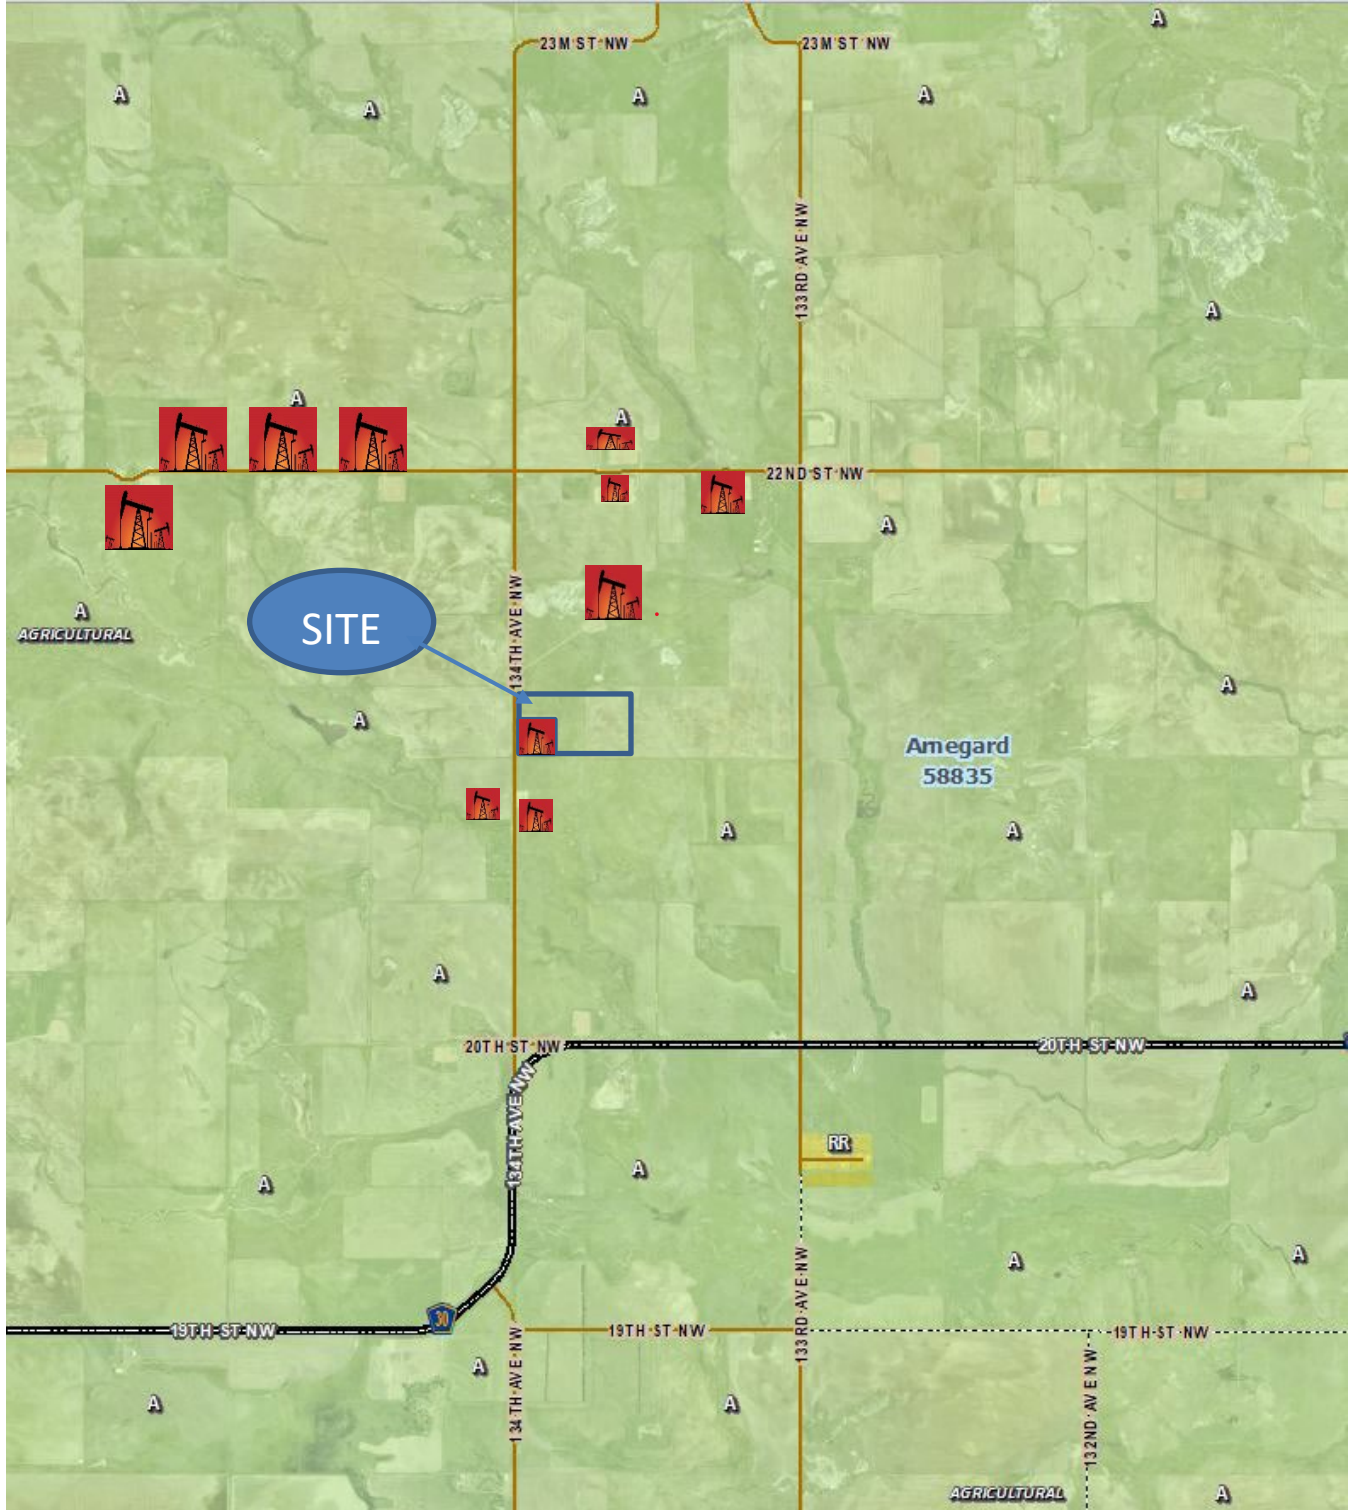 A
23M ST NW
23M ST NW
A
A
A
A
133RD AVE NW
A
A
A
22ND ST NW
A
134TH AVE NW
A
AGRICULTURAL
SITE
A
A
Arnegard
58835
A
A
A
A
20TH ST NW
20TH ST NW
134TH AVE NW
RR
A
A
A
A
133RD AVE NW
30
19TH ST NW
19TH ST NW
19TH ST NW
134TH AVE NW
132ND AVE NW
A
A
A
AGRICULTURAL
A